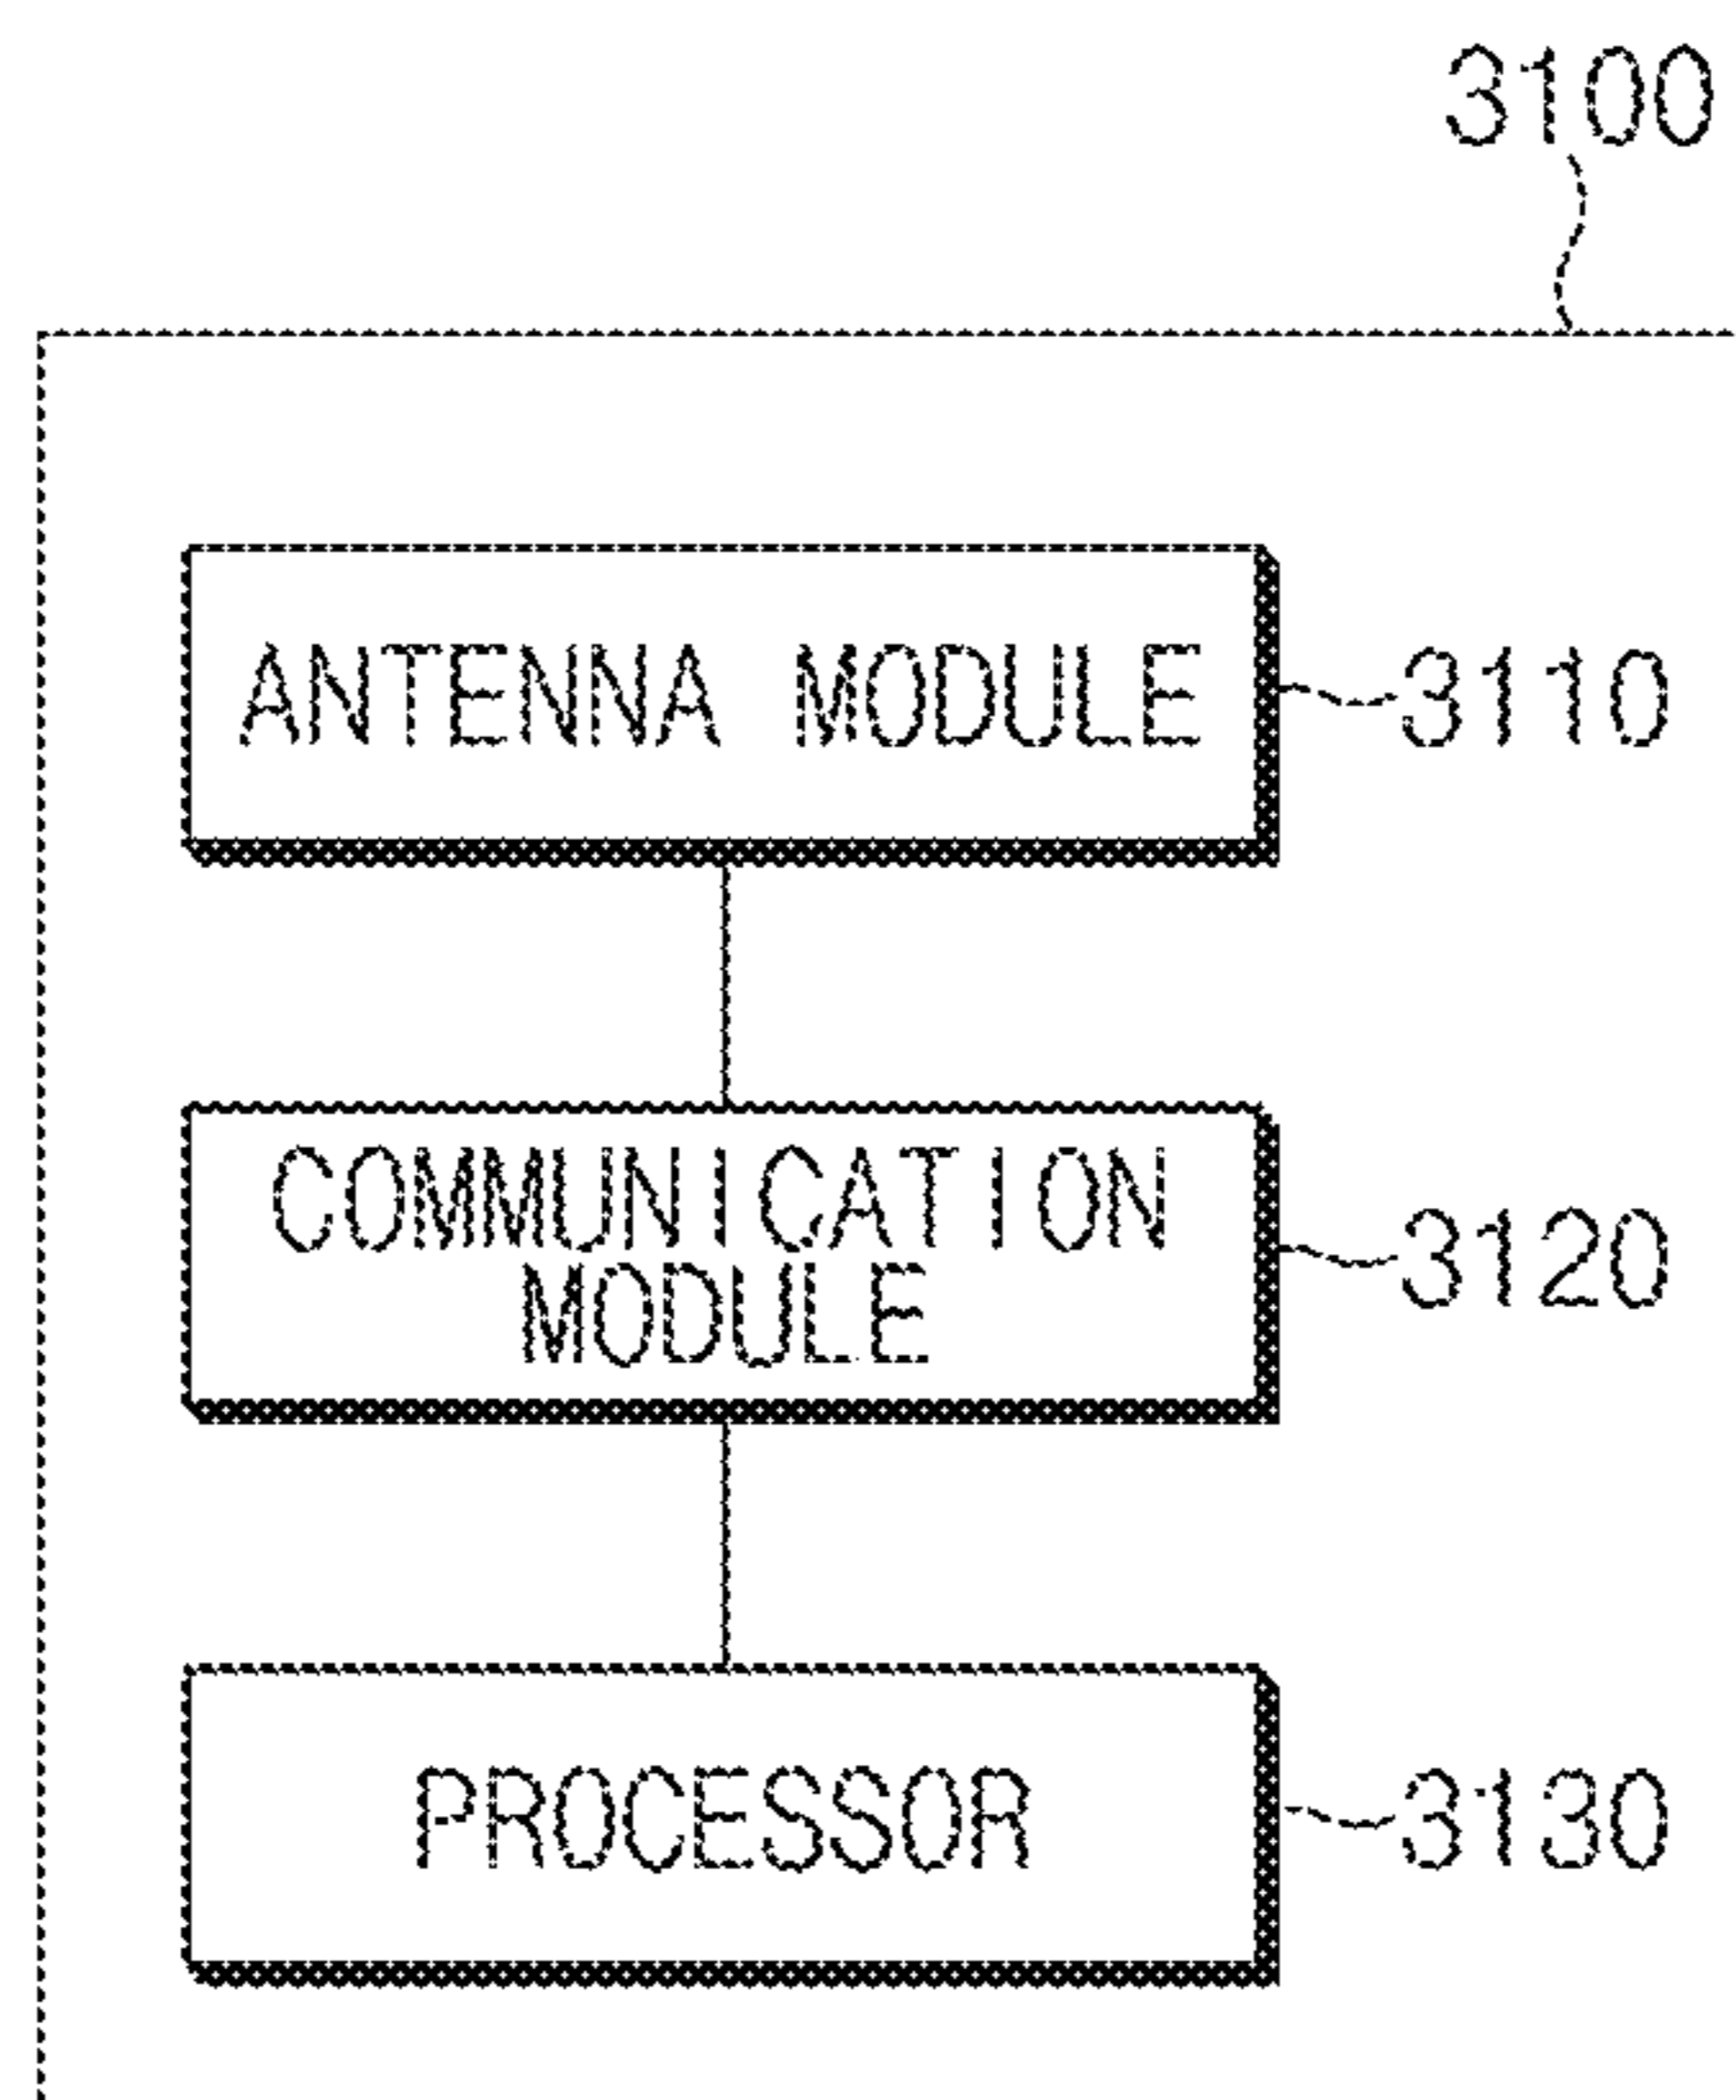 3100
ANTENNA MODULE 3110
COMMUNICATION
MODULE
3120
PROCESSOR 3130